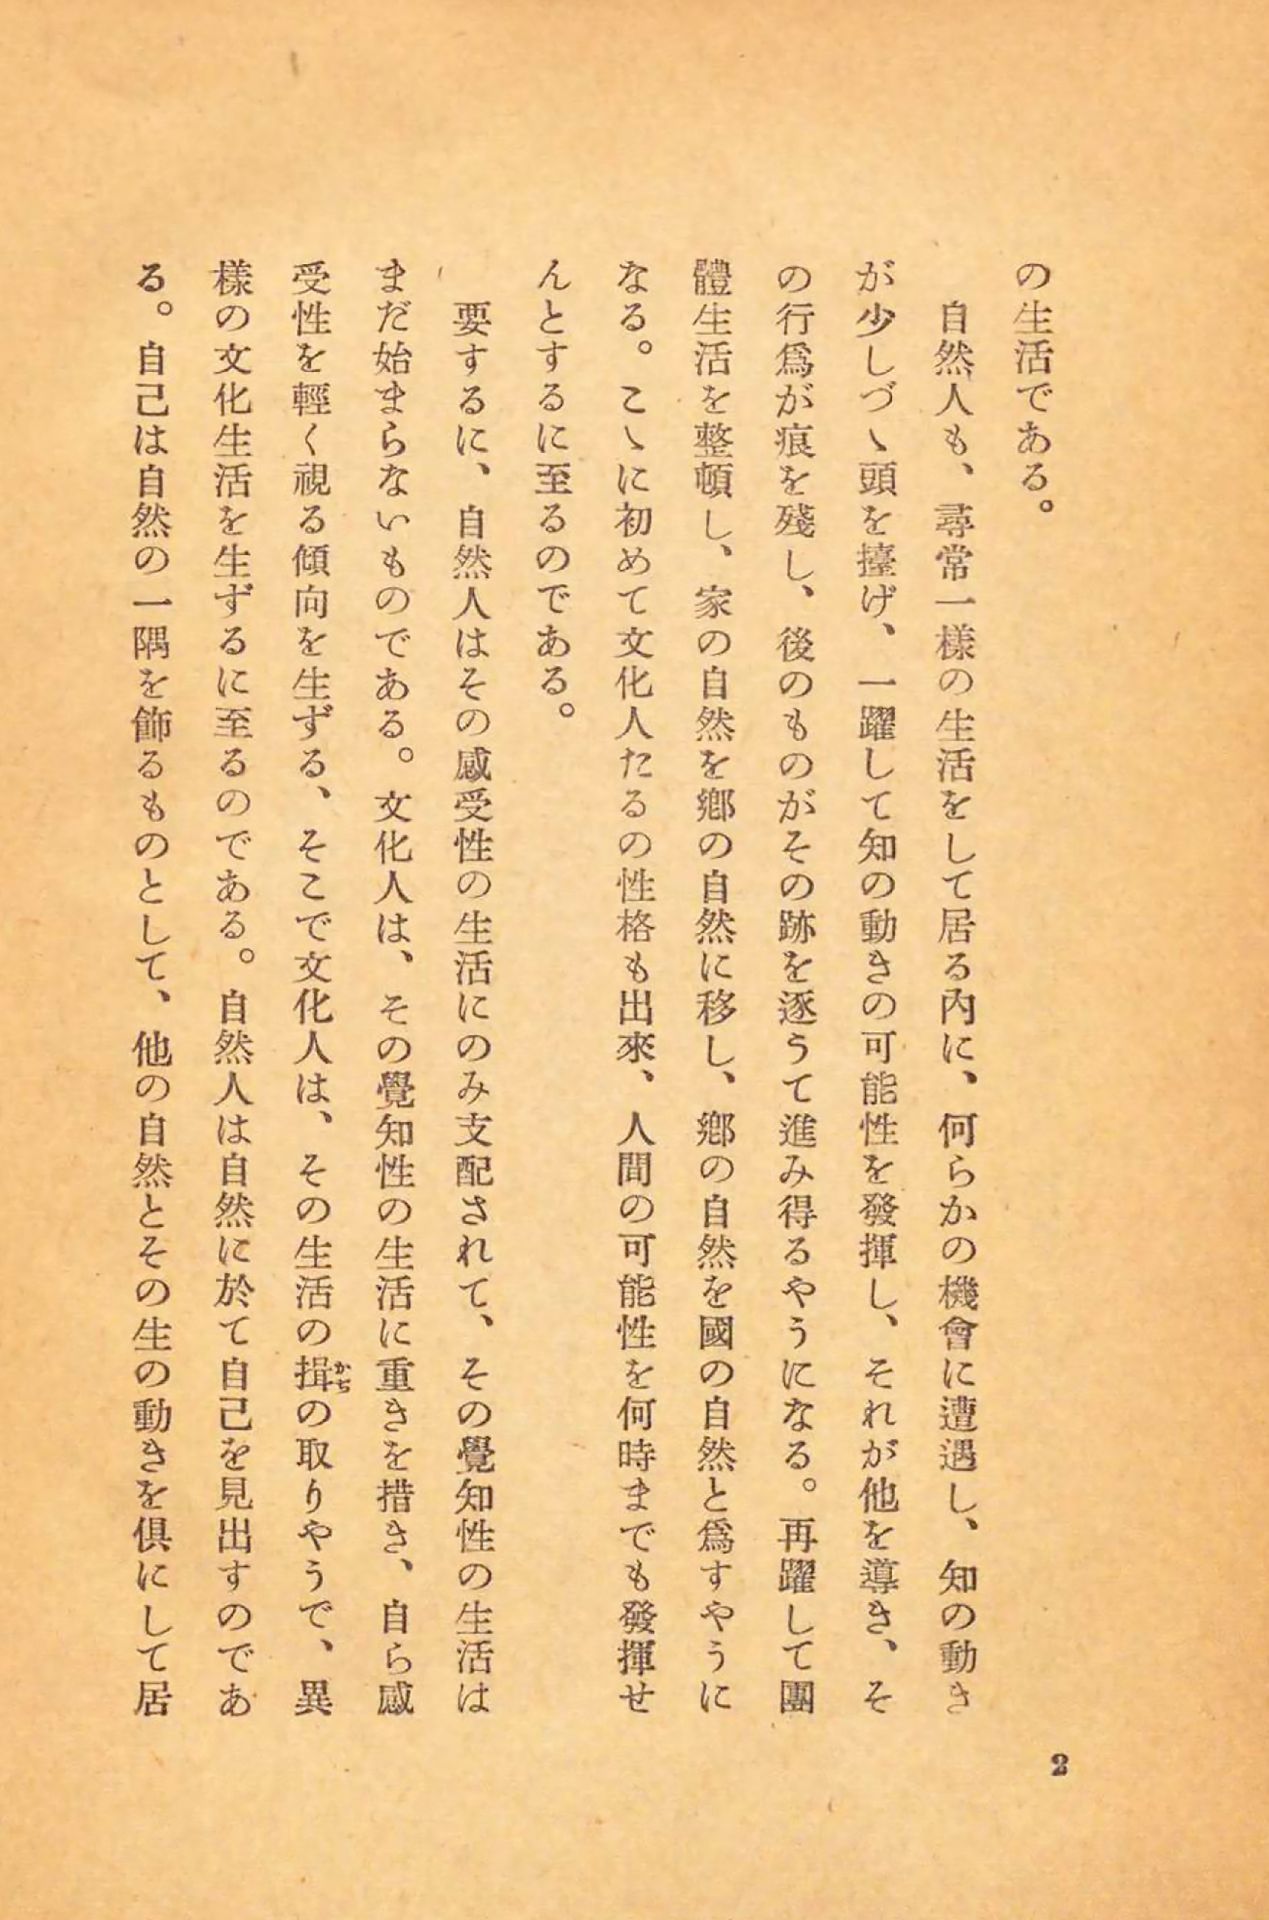 の生活である。
自然人も、尋常一樣の生活をして居る內に、何らかの機會に遭遇し、知の動き
が少しづゝ頭を擡げ、一躍して知の動きの可能性を發揮し、それが他を導き、そ
の行爲が痕を殘し、後のものがその跡を逐うて進み得るやうになる。再躍して團
體生活を整頓し、家の自然を鄕の自然に移し、鄕の自然を國の自然と爲すやうに
なる。こゝに初めて文化人たるの性格も出來、人間の可能性を何時までも發揮せ
んとするに至るのである。
要するに、自然人はその感受性の生活にのみ支配されて、その覺知性の生活は
まだ始まらないものである。文化人は、その覺知性の生活に重きを措き、自ら感
受性を輕く視る傾向を生ずる、そこで文化人は、その生活の揖かぢの取りやうで、異
樣の文化生活を生ずるに至るのである。自然人は自然に於て自己を見出すのであ
る。自己は自然の一隅を飾るものとして、他の自然とその生の動きを俱にして居
2